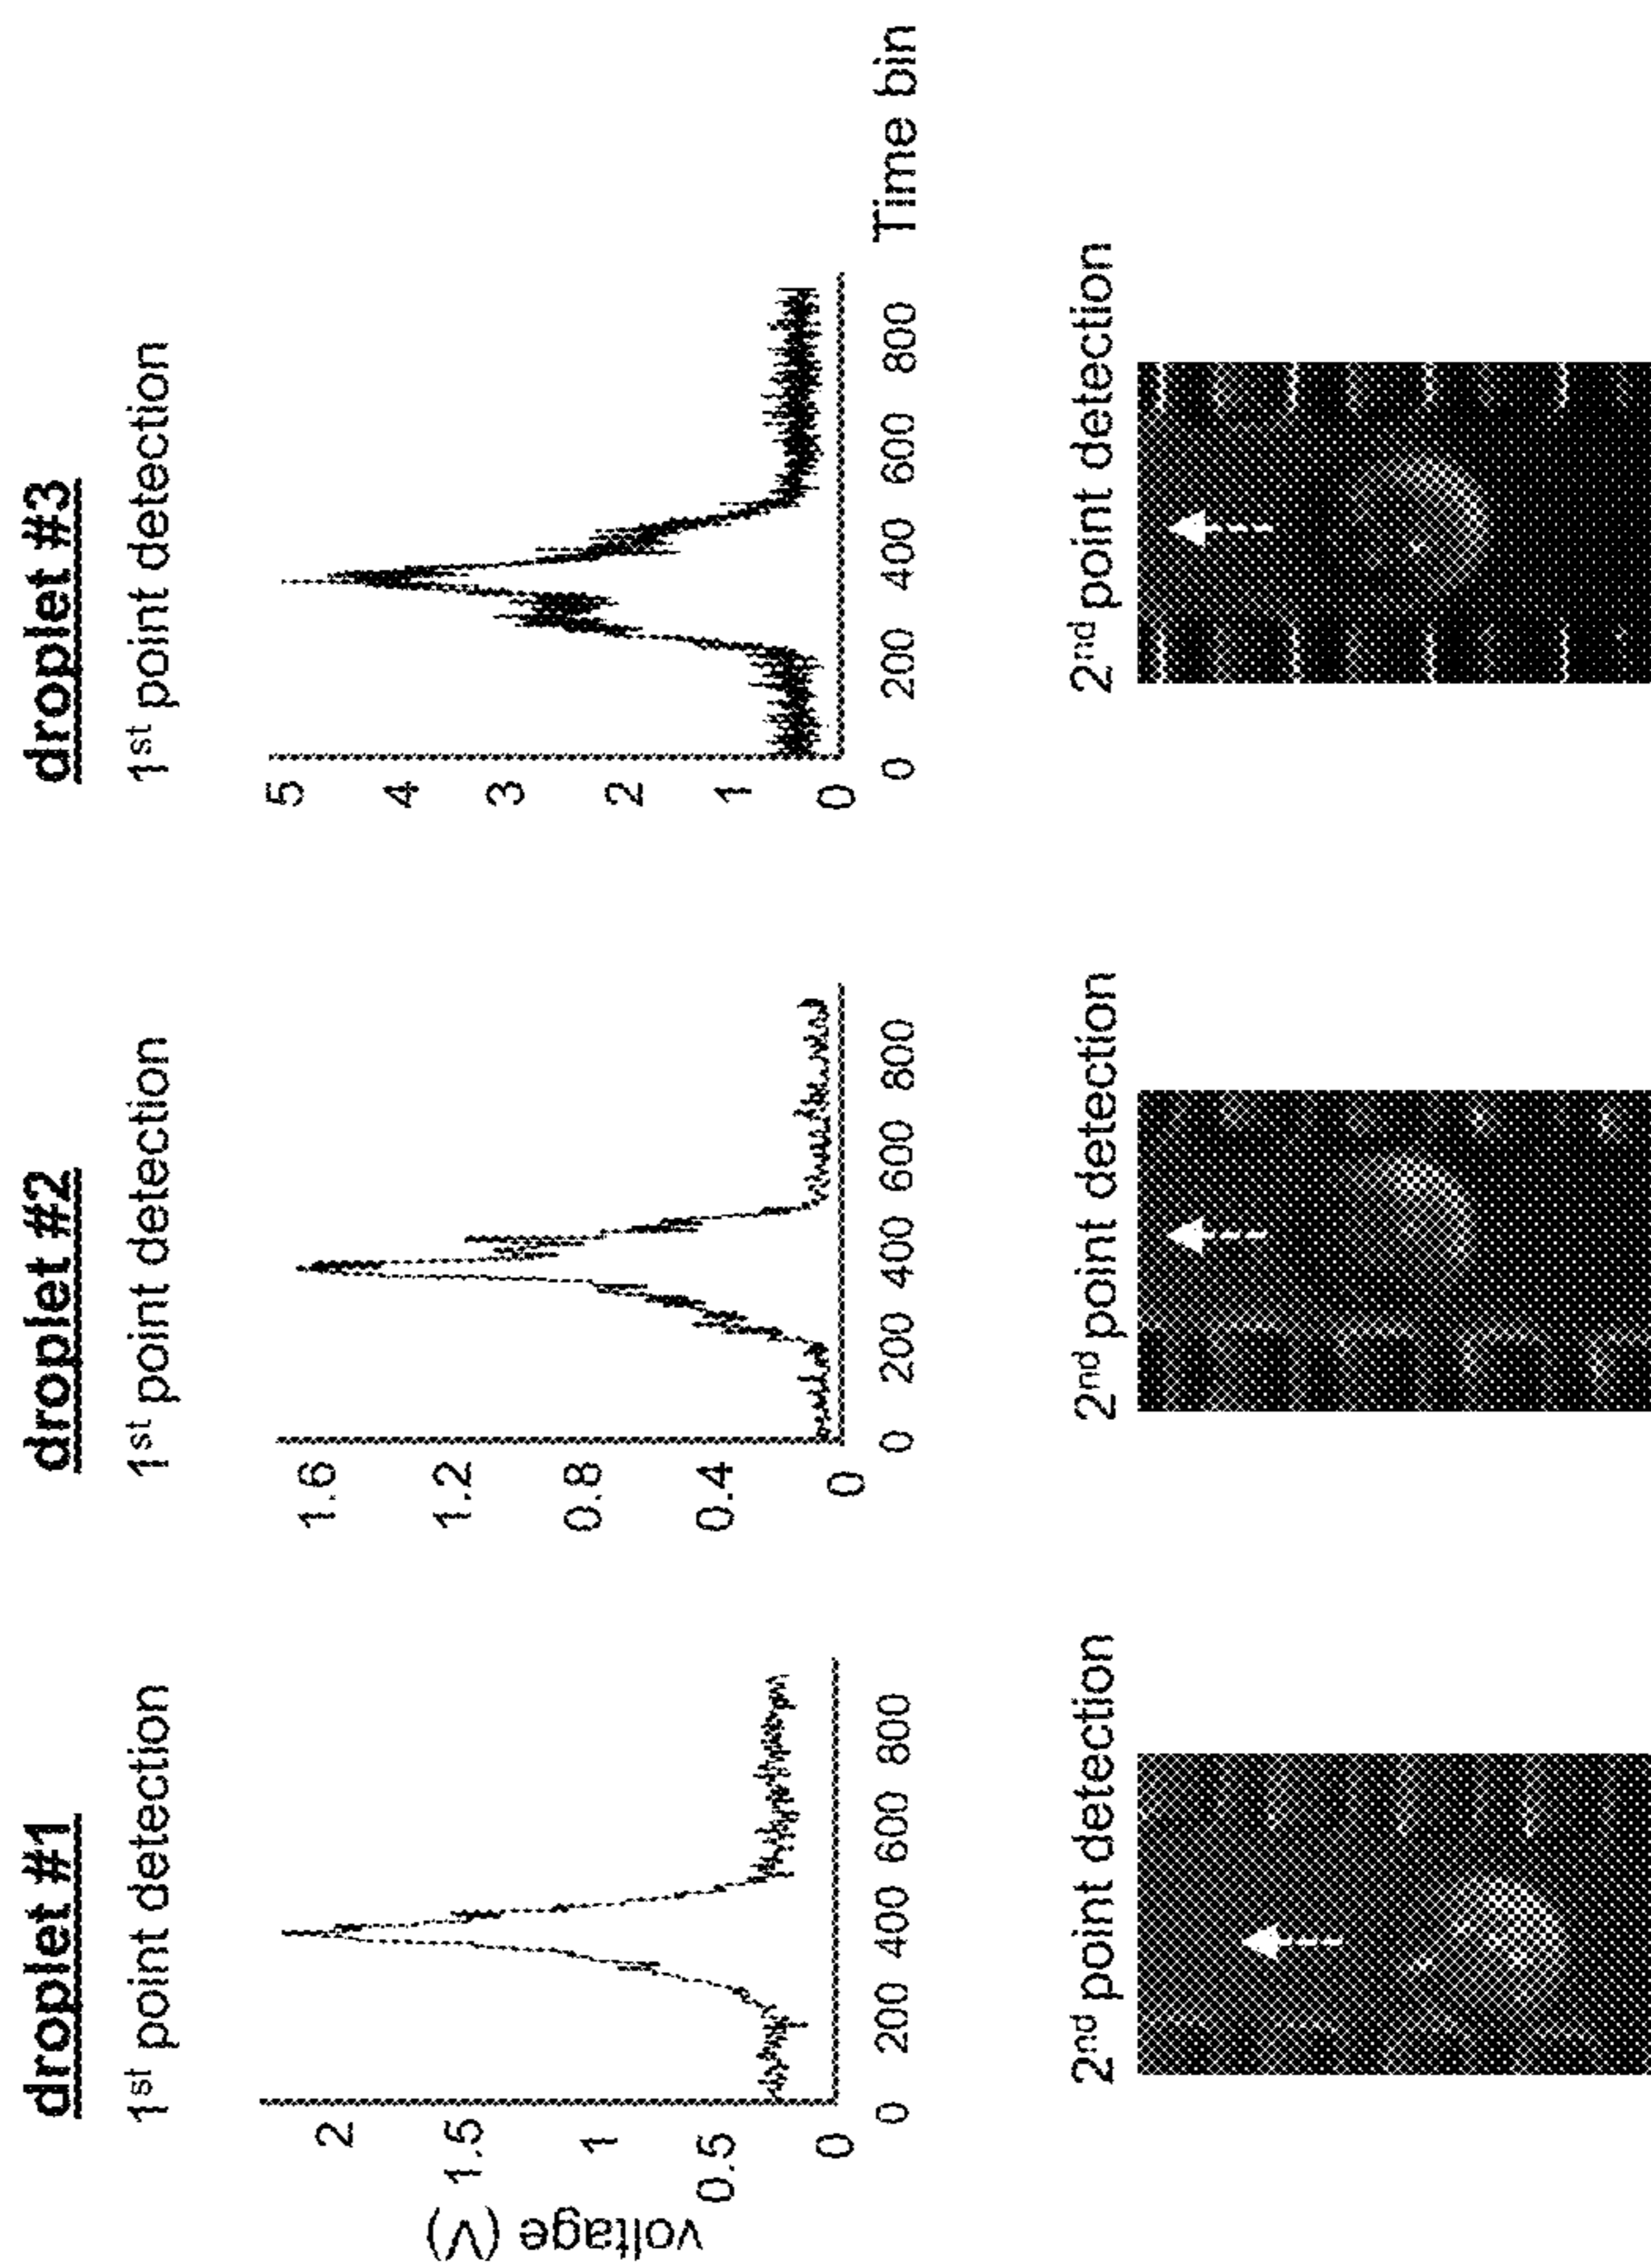 droplet #1
1st point detection
voltage (V)
2
1.5
1
0.5
0
0 200 400 600 800
2nd point detection
droplet #2
1st point detection
1.6
1.2
0.8
0.4
0
0 200 400 600 800
2nd point detection
droplet #3
1st point detection
5
4
3
2
1
0
0 200 400 600 800
Time bin
2nd point detection